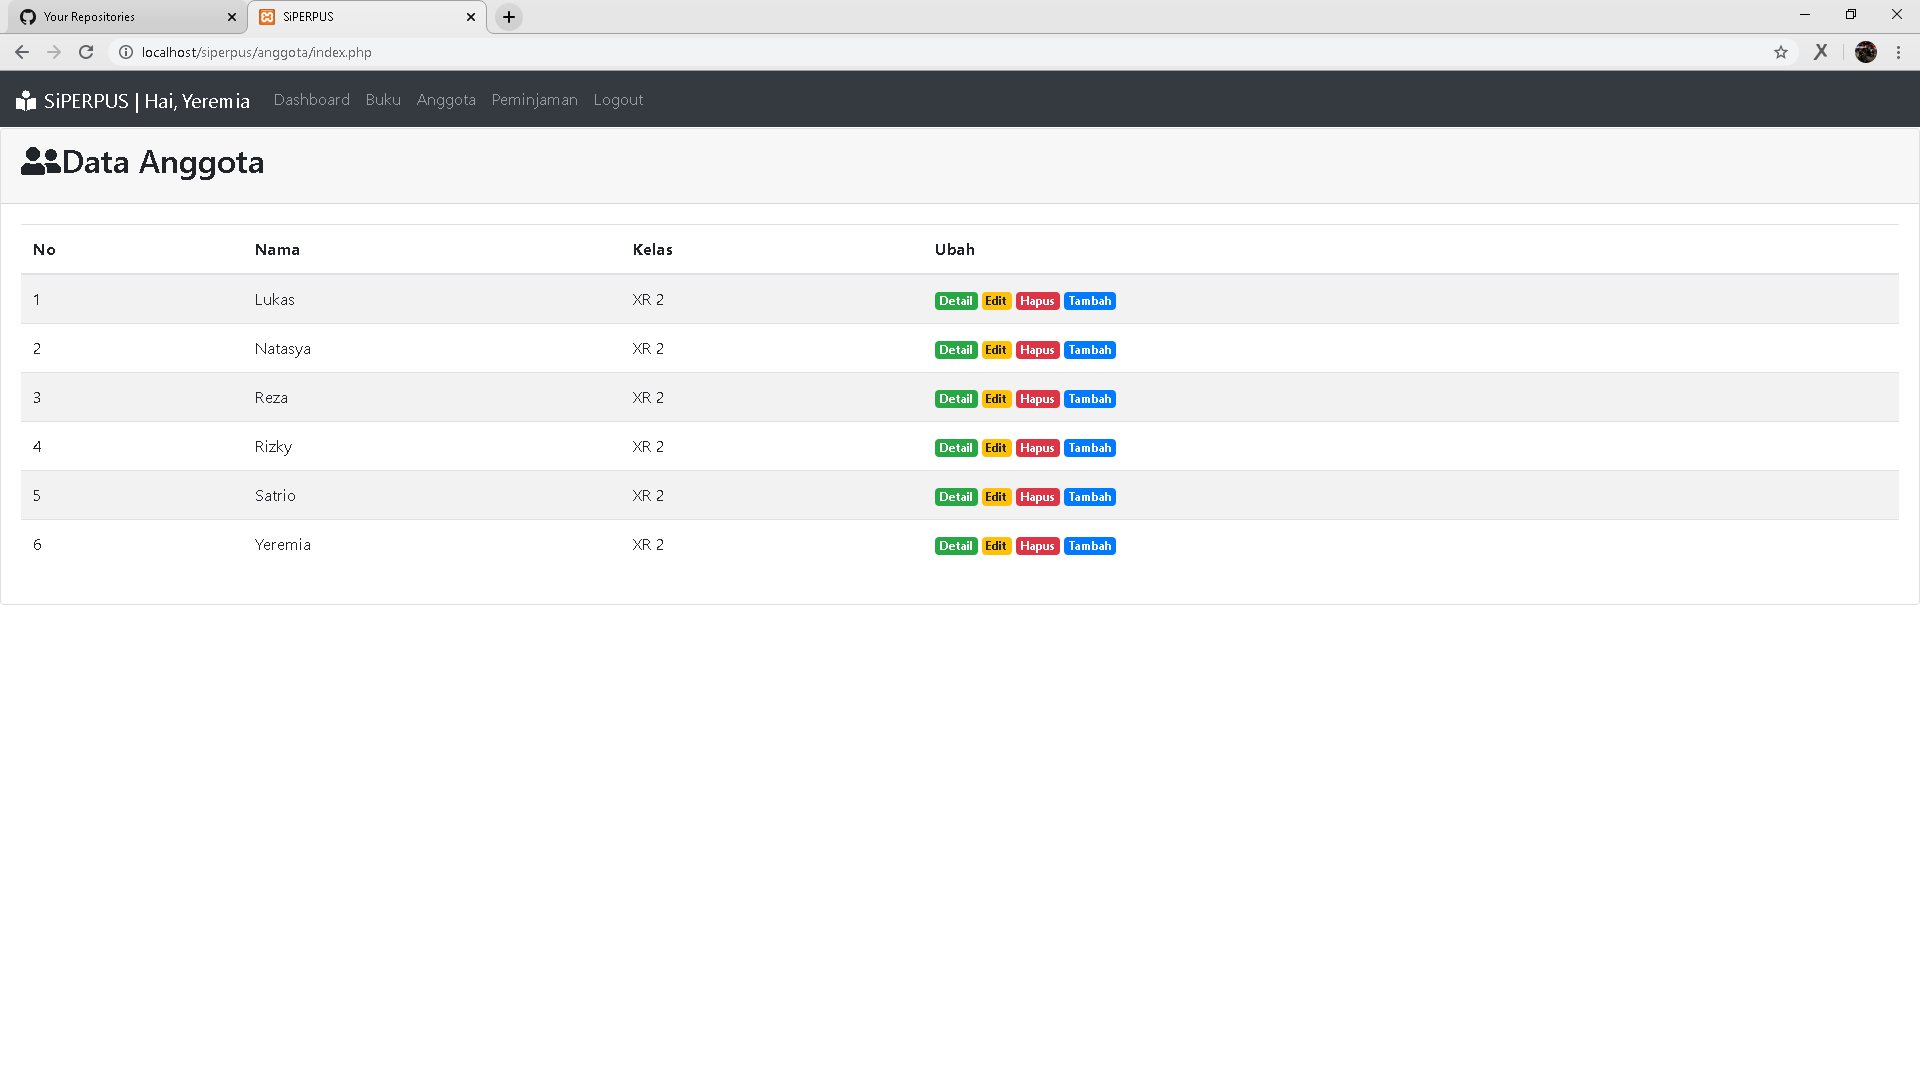 Your Repositories
SiPERPUS
localhost/siperpus/anggota/index.php
SiPERPUS | Hai, Yeremia Dashboard Buku Anggota Peminjaman Logout
Data Anggota
No Nama Kelas Ubah
1 Lukas XR 2 Detail Edit Hapus Tambah
2 Natasya XR 2 Detail Edit Hapus Tambah
3 Reza XR 2 Detail Edit Hapus Tambah
4 Rizky XR 2 Detail Edit Hapus Tambah
5 Satrio XR 2 Detail Edit Hapus Tambah
6 Yeremia XR 2 Detail Edit Hapus Tambah